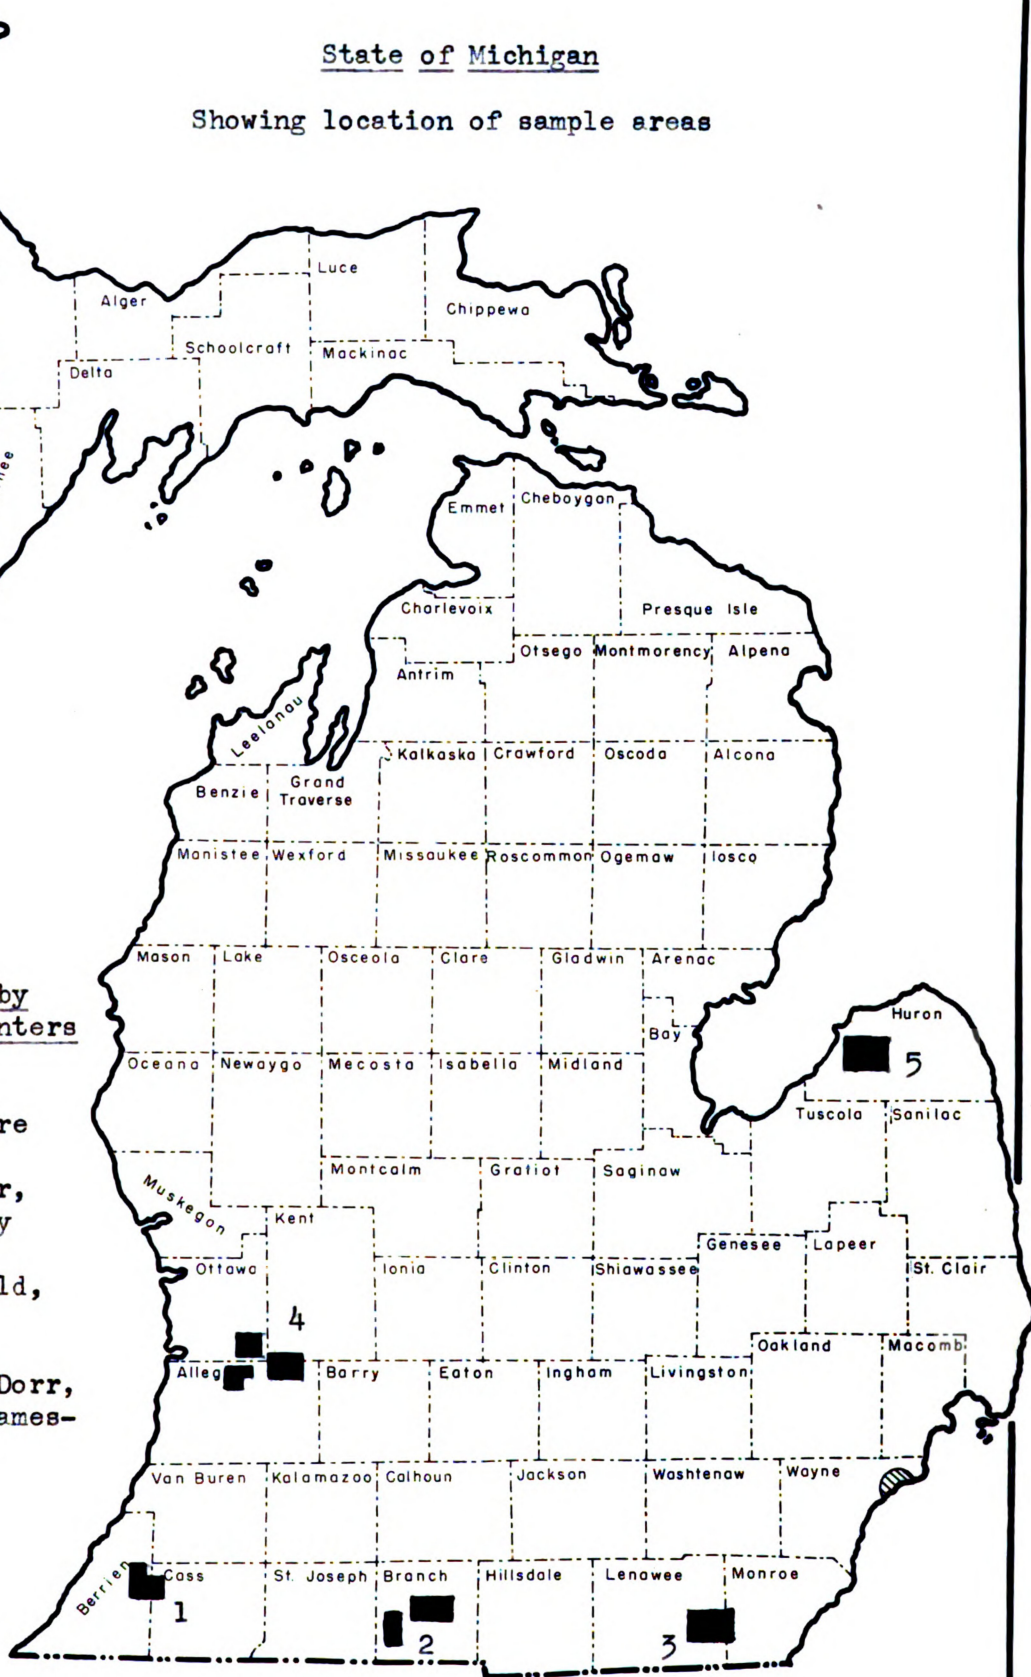 State of Michigan
Showing location of sample areas
Luce
Alger
Chippewa
Schoolcraft
Mackinac
Delta
Emmet
Cheboygan
Charlevoix
Presque Isle
Otsego
Montmorency
Alpena
Antrim
Leelanau
Kalkaska
Crawford
Oscoda
Alcona
Benzie
Grand
Traverse
Manistee
Wexford
Missaukee
Roscommon
Ogemaw
Iosco
Mason
Lake
Osceola
Clare
Gladwin
Arenac
by
nters
Huron
Bay
5
Oceana
Newaygo
Mecosta
Isabella
Midland
re
Tuscola
Sanilac
Montcalm
Gratiot
Saginaw
r,
y
Muskegon
Kent
Genesee
Lapeer
Ottawa
Ionia
Clinton
Shiawassee
St. Clair
ld,
4
Oakland
Macomb
Alleg
Barry
Eaton
Ingham
Livingston
Dorr,
ames-
Van Buren
Kalamazoo
Calhoun
Jackson
Washtenaw
Wayne
Berrien
Cass
St. Joseph
Branch
Hillsdale
Lenawee
Monroe
1
2
3